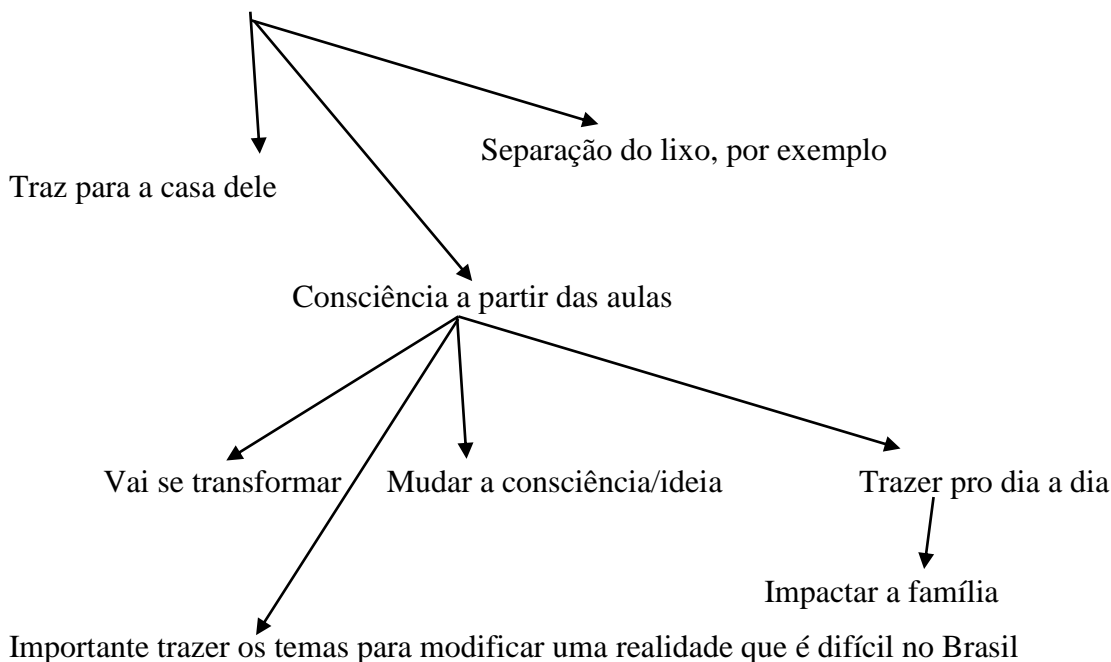 Separação do lixo, por exemplo
Traz para a casa dele
Consciência a partir das aulas
Vai se transformar
Mudar a consciência/ideia
Trazer pro dia a dia
Impactar a família
Importante trazer os temas para modificar uma realidade que é difícil no Brasil